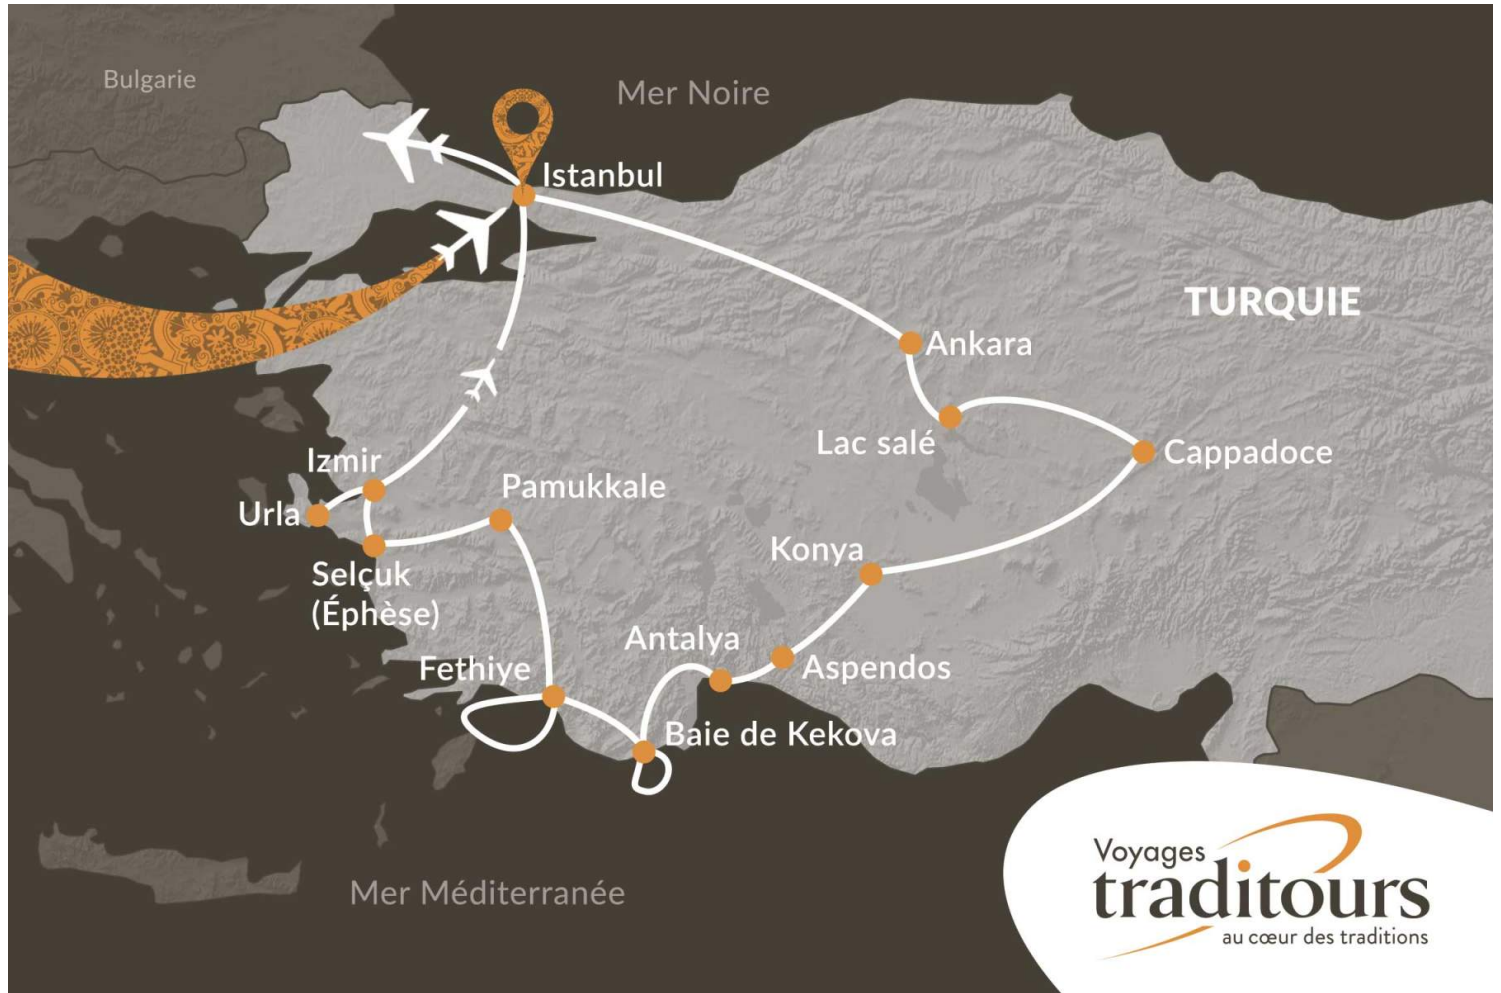 Bulgarie
Mer Noire
Istanbul
TURQUIE
Ankara
Lac salé
Cappadoce
Izmir
Pamukkale
Urla
Konya
Selçuk
(Éphèse)
Antalya
Fethiye
Aspendos
Baie de Kekova
Mer Méditerranée
Voyages
traditours
au cœur des traditions